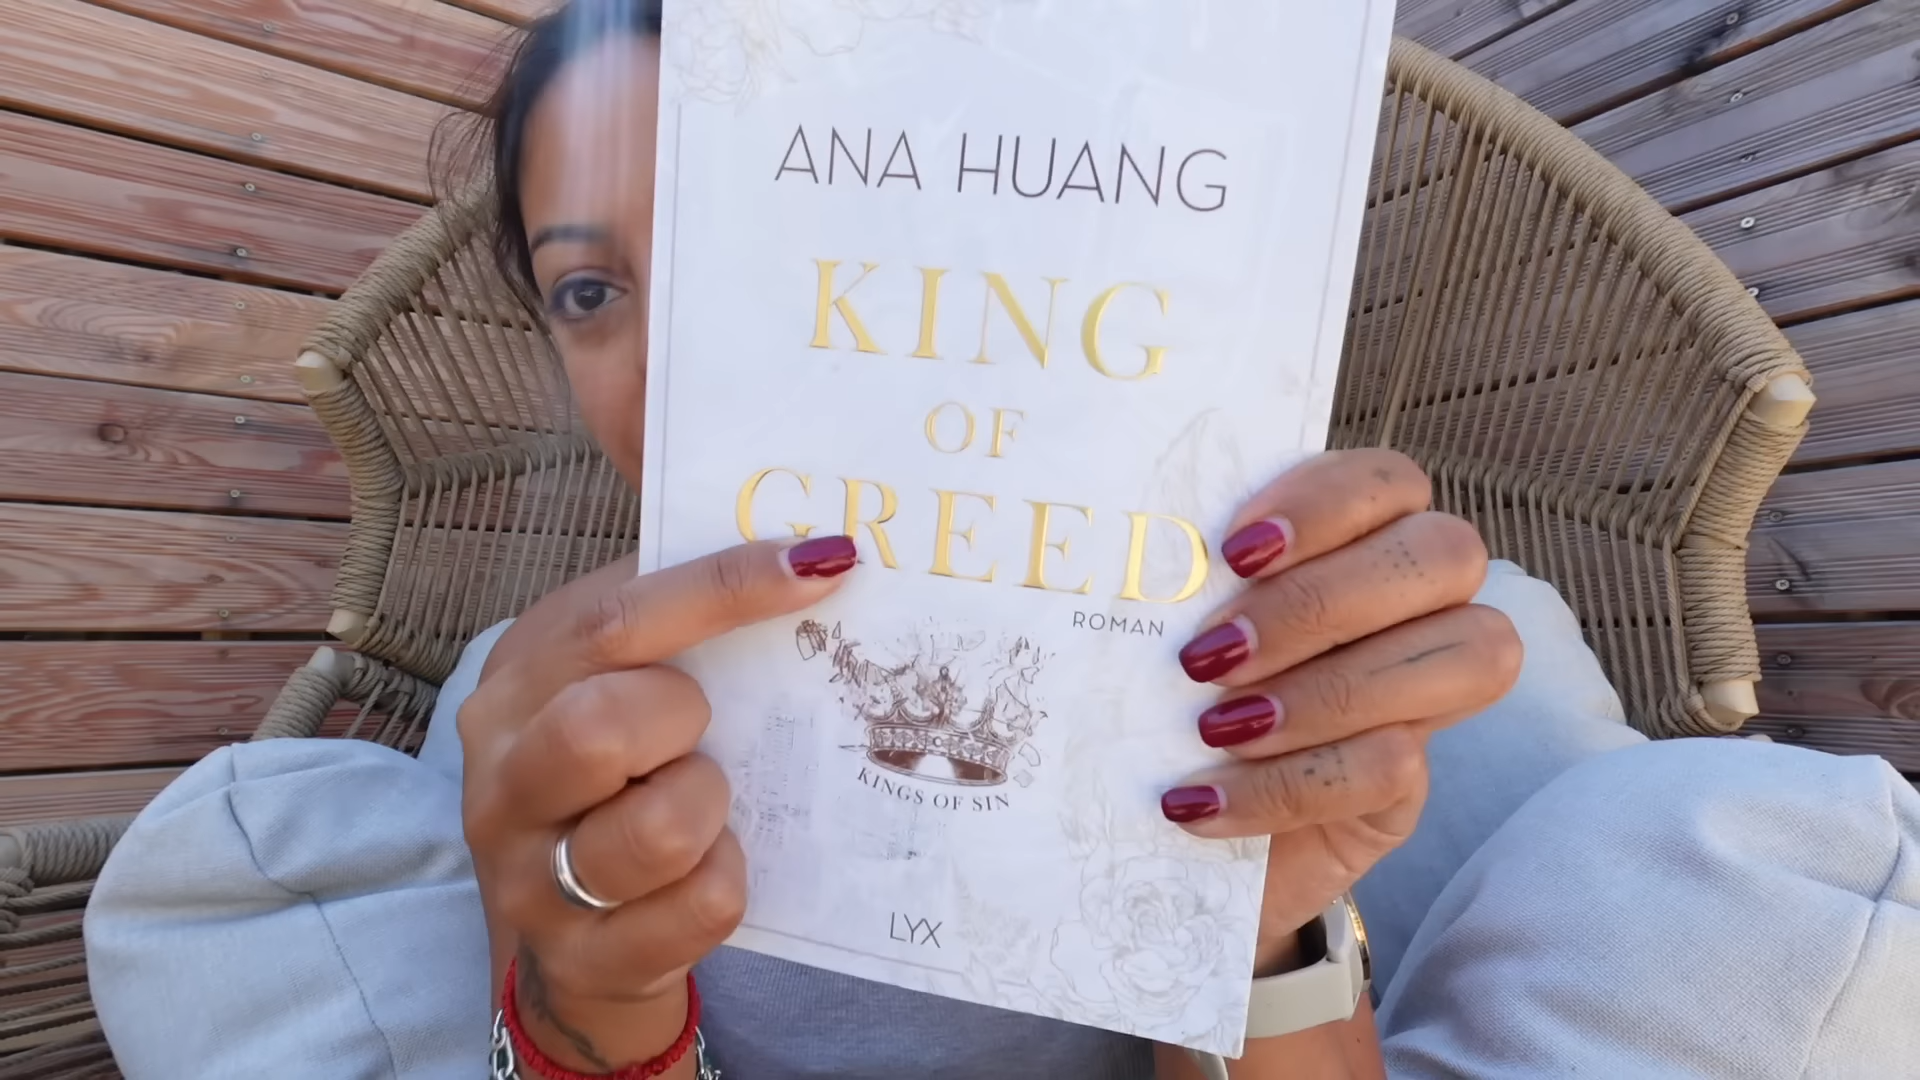 ANA HUANG
KING
OF
GREED
ROMAN
KINGS OF SIN
LYX